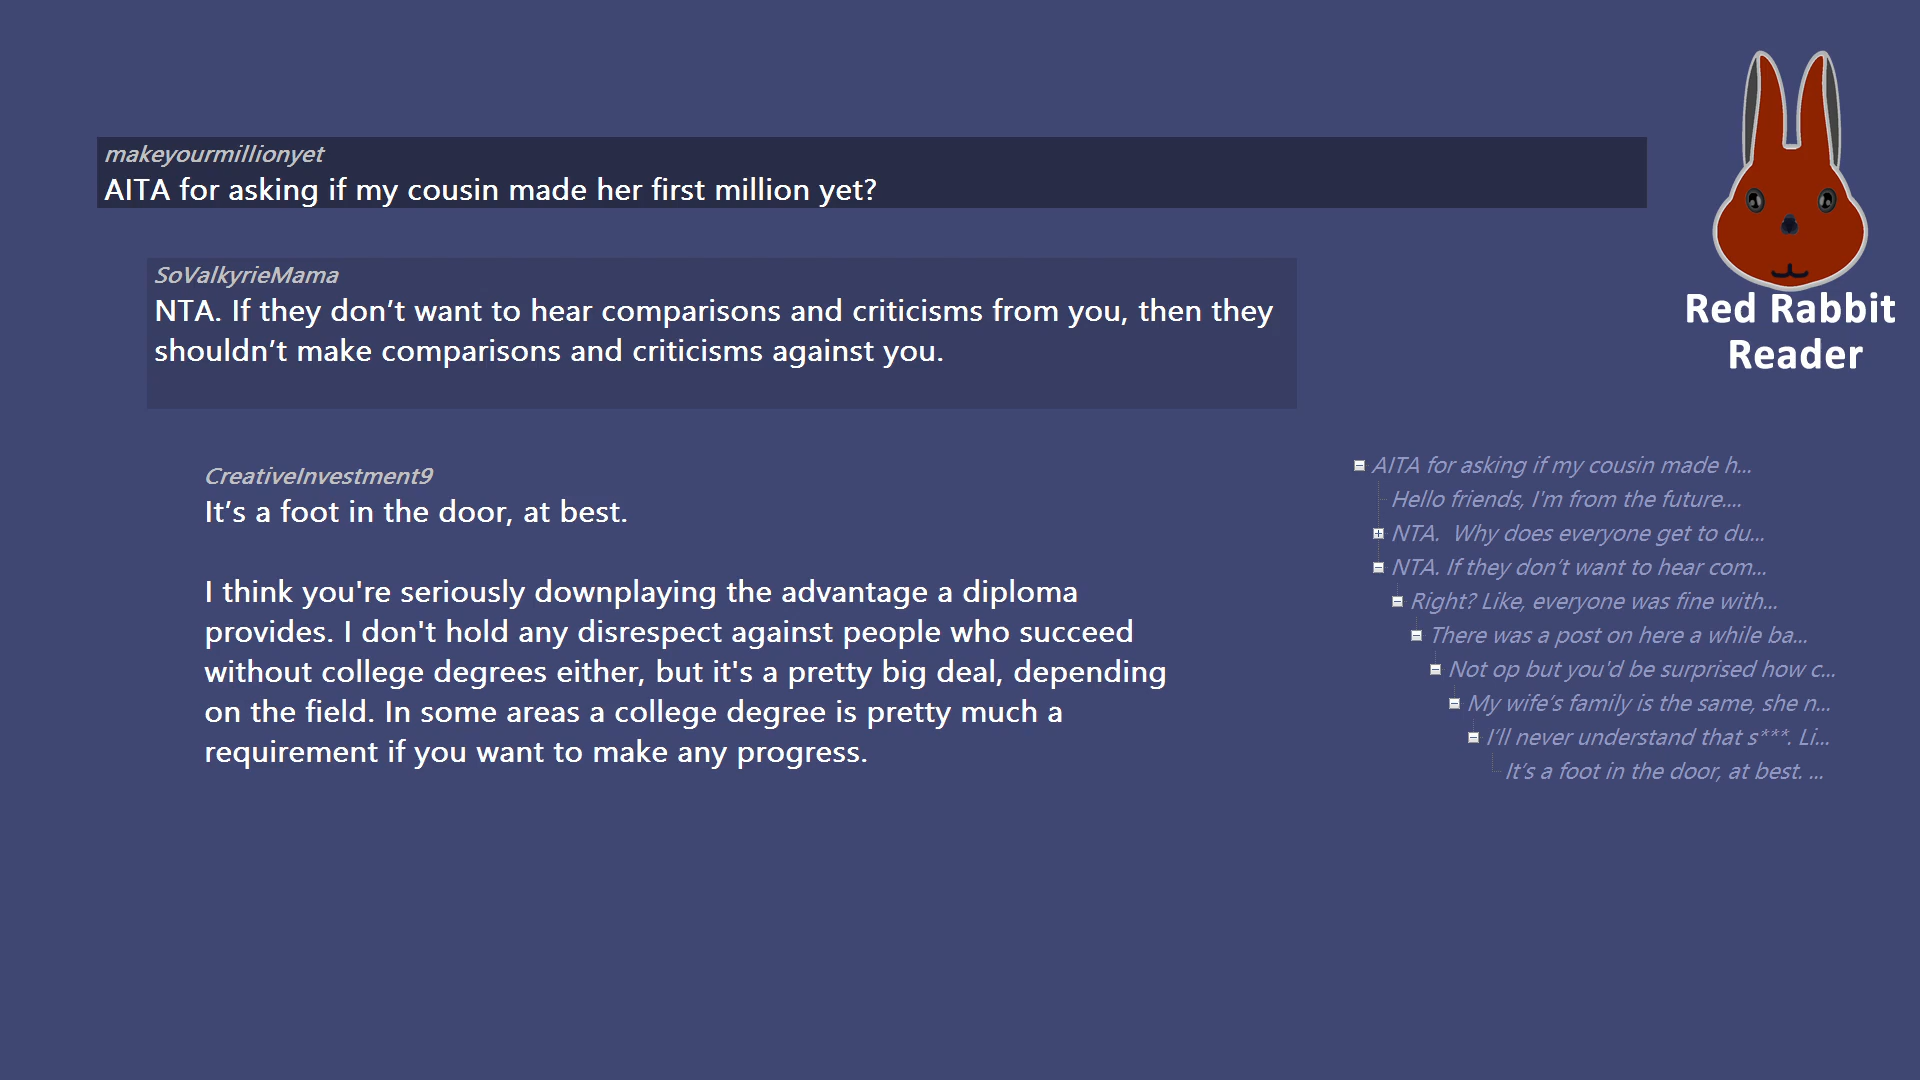 makeyourmillionyet
AITA for asking if my cousin made her first million yet?
SoValkyrieMama
NTA. If they don’t want to hear comparisons and criticisms from you, then they
shouldn’t make comparisons and criticisms against you.
CreativeInvestment9
It’s a foot in the door, at best.
I think you're seriously downplaying the advantage a diploma
provides. I don't hold any disrespect against people who succeed
without college degrees either, but it's a pretty big deal, depending
on the field. In some areas a college degree is pretty much a
requirement if you want to make any progress.
Red Rabbit
Reader
AITA for asking if my cousin made h...
Hello friends, I'm from the future....
NTA.  Why does everyone get to du...
NTA. If they don’t want to hear com...
Right? Like, everyone was fine with...
There was a post on here a while ba...
Not op but you'd be surprised how c...
My wife’s family is the same, she n...
I’ll never understand that s***. Li...
It’s a foot in the door, at best. ...